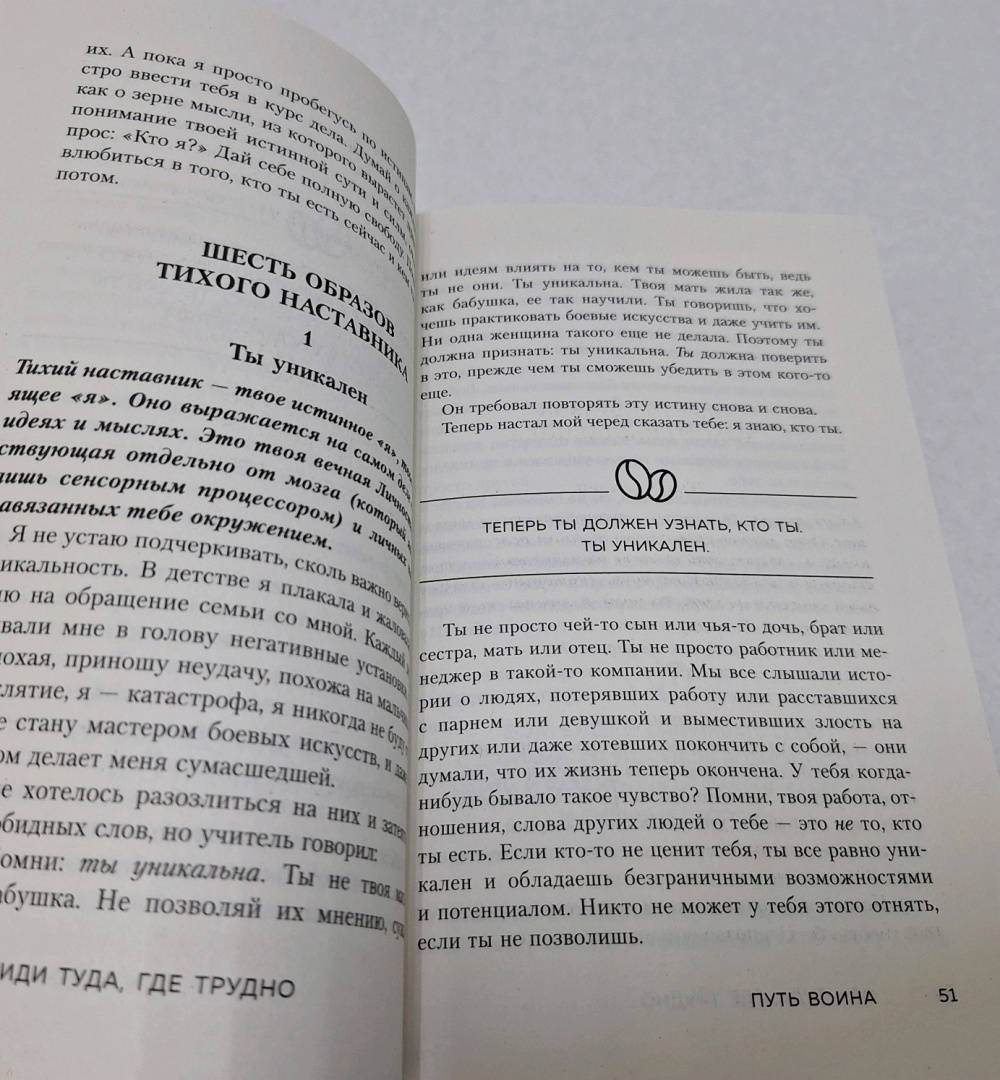 их. А пока я просто пробегусь по
стро ввести тебя в курс дела. Думай о
как о зерне мысли, из которого вырастет
понимание твоей истинной сути и силы
прос: «Кто я?» Дай себе полную свободу.
влюбиться в того, кто ты есть сейчас и кем
потом.
ШЕСТЬ ОБРАЗОВ
ТИХОГО НАСТАВНИКА
1
Ты уникален
Тихий наставник — твое истинное «я»,
ящее «я». Оно выражается на самом деле
идеях и мыслях. Это твоя вечная Личность,
ствующая отдельно от мозга (который
лишь сенсорным процессором) и личных
авязанных тебе окружением.
Я не устаю подчеркивать, сколь важно
никальность. В детстве я плакала и
ию на обращение семьи со мной. Каждый
вали мне в голову негативные установки
лохая, приношу неудачу, похожа на
лятие, я — катастрофа, я никогда не буду
е стану мастером боевых искусств, и
ом делает меня сумасшедшей.
е хотелось разозлиться на них и
обидных слов, но учитель говорил:
омни: ты уникальна. Ты не твоя
абушка. Не позволяй их мнению,
ИДИ ТУДА, ГДЕ ТРУДНО
или идеям влиять на то, кем ты можешь быть, ведь
ты не они. Ты уникальна. Твоя мать жила так же,
как бабушка, ее так научили. Ты говоришь, что хо-
чешь практиковать боевые искусства и даже учить им.
Ни одна женщина такого еще не делала. Поэтому ты
должна признать: ты уникальна. Ты должна поверить
в это, прежде чем ты сможешь убедить в этом кого-то
еще.
Он требовал повторять эту истину снова и снова.
Теперь настал мой черед сказать тебе: я знаю, кто ты.
ТЕПЕРЬ ТЫ ДОЛЖЕН УЗНАТЬ, КТО ТЫ.
ТЫ УНИКАЛЕН.
Ты не просто чей-то сын или чья-то дочь, брат или
сестра, мать или отец. Ты не просто работник или ме-
неджер в такой-то компании. Мы все слышали исто-
рии о людях, потерявших работу или расставшихся
с парнем или девушкой и выместивших злость на
других или даже хотевших покончить с собой, — они
думали, что их жизнь теперь окончена. У тебя когда-
нибудь бывало такое чувство? Помни, твоя работа, от-
ношения, слова других людей о тебе — это не то, кто
ты есть. Если кто-то не ценит тебя, ты все равно уни-
кален и обладаешь безграничными возможностями
и потенциалом. Никто не может у тебя этого отнять,
если ты не позволишь.
ПУТЬ ВОИНА 51